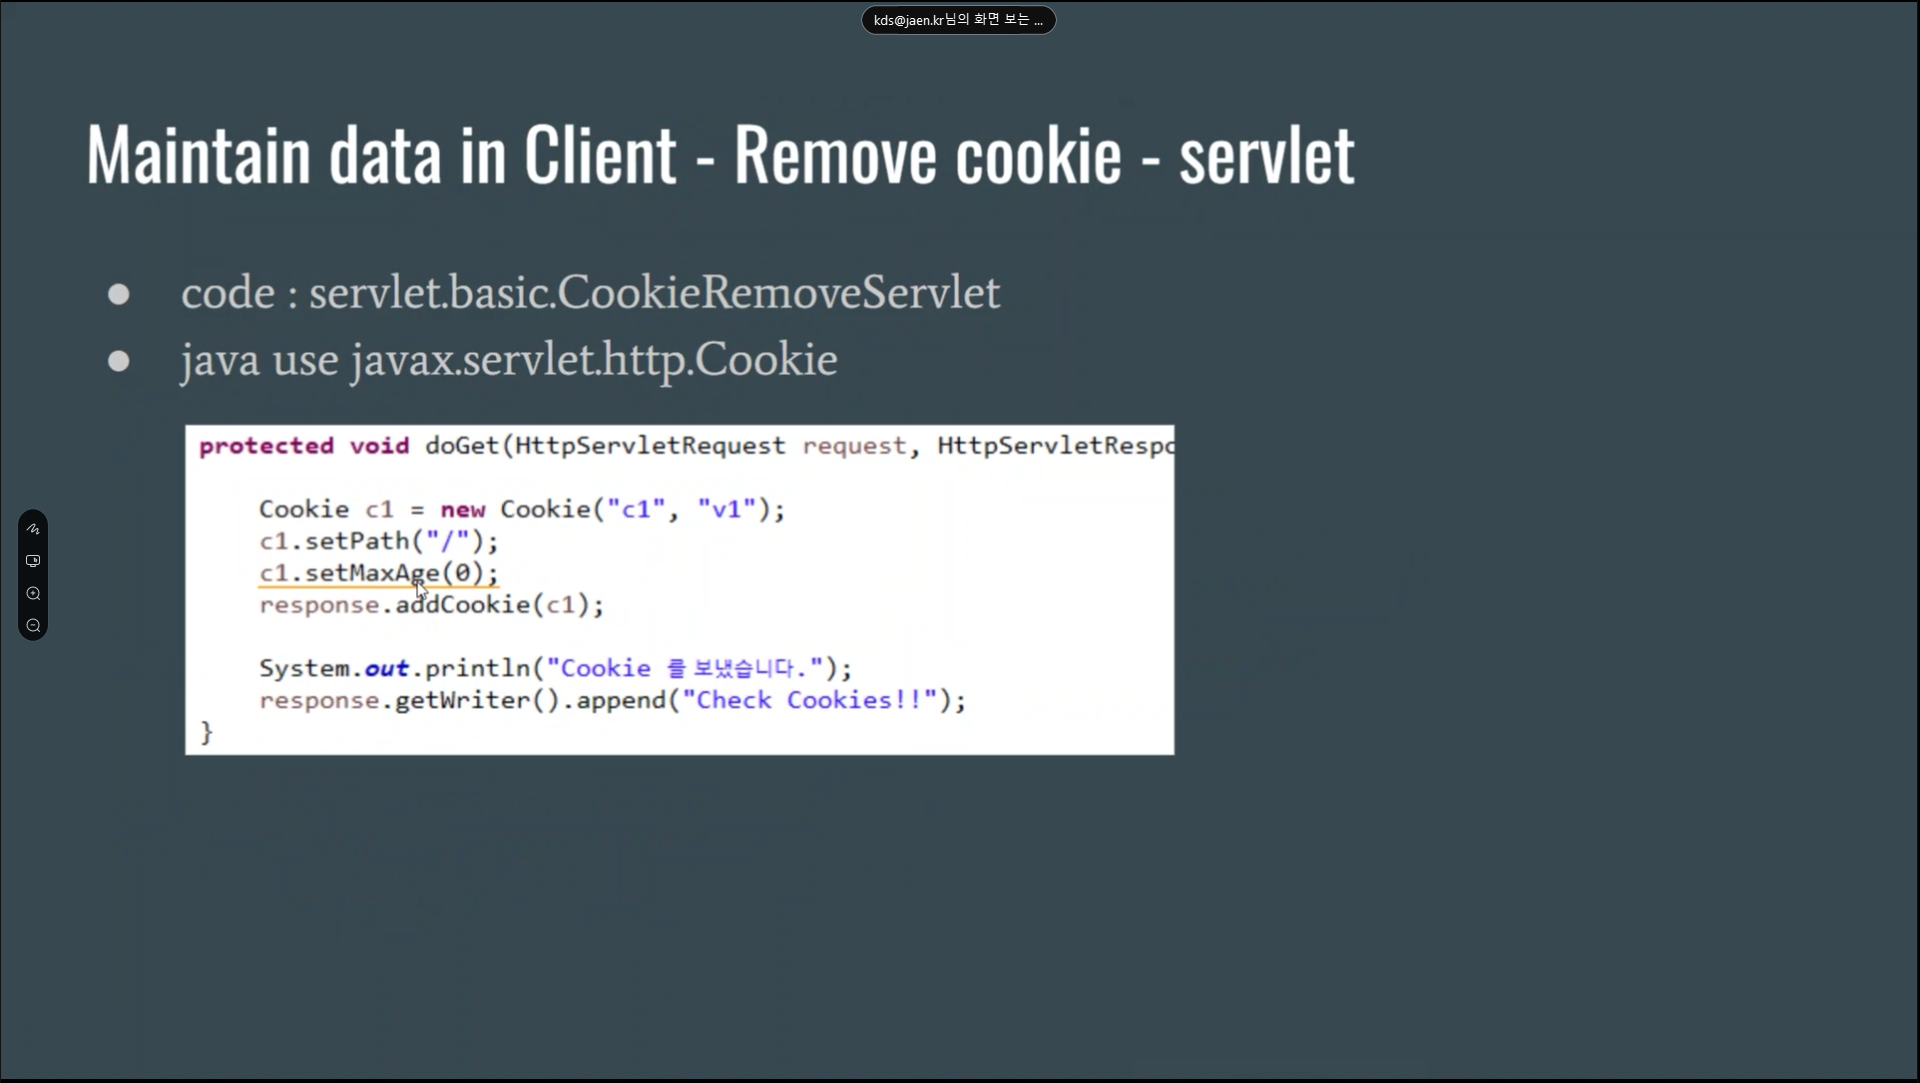 kds@jaen.kr님의 화면 보는 ...
Maintain data in Client - Remove cookie - servlet
● code : servlet.basic.CookieRemoveServlet
● java use javax.servlet.http.Cookie
protected void doGet(HttpServletRequest request, HttpServletRespo
Cookie c1 = new Cookie("c1", "v1");
c1.setPath("/");
c1.setMaxAge(0);
response.addCookie(c1);
System.out.println("Cookie 를 보냈습니다.");
response.getWriter().append("Check Cookies!!");
}